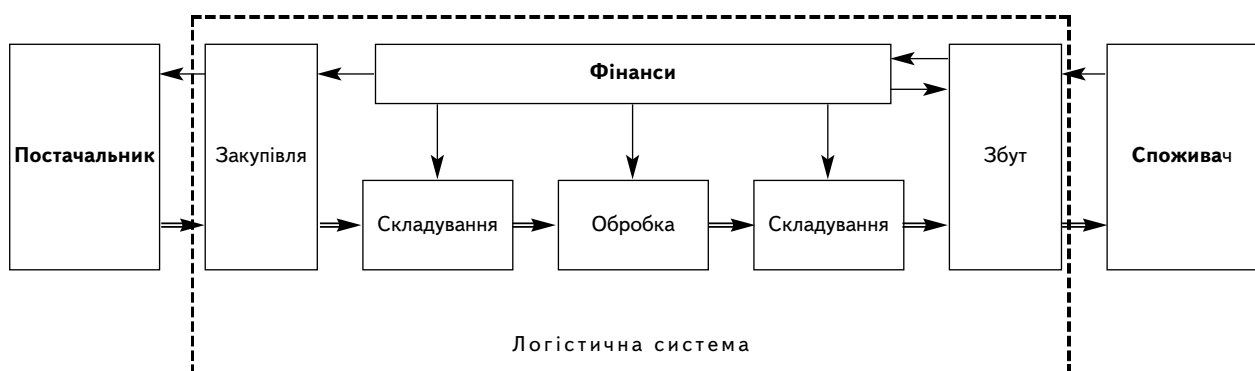 Фінанси
Постачальник
Закупівля
Збут
Споживач
Складування
Обробка
Складування
Логістична система